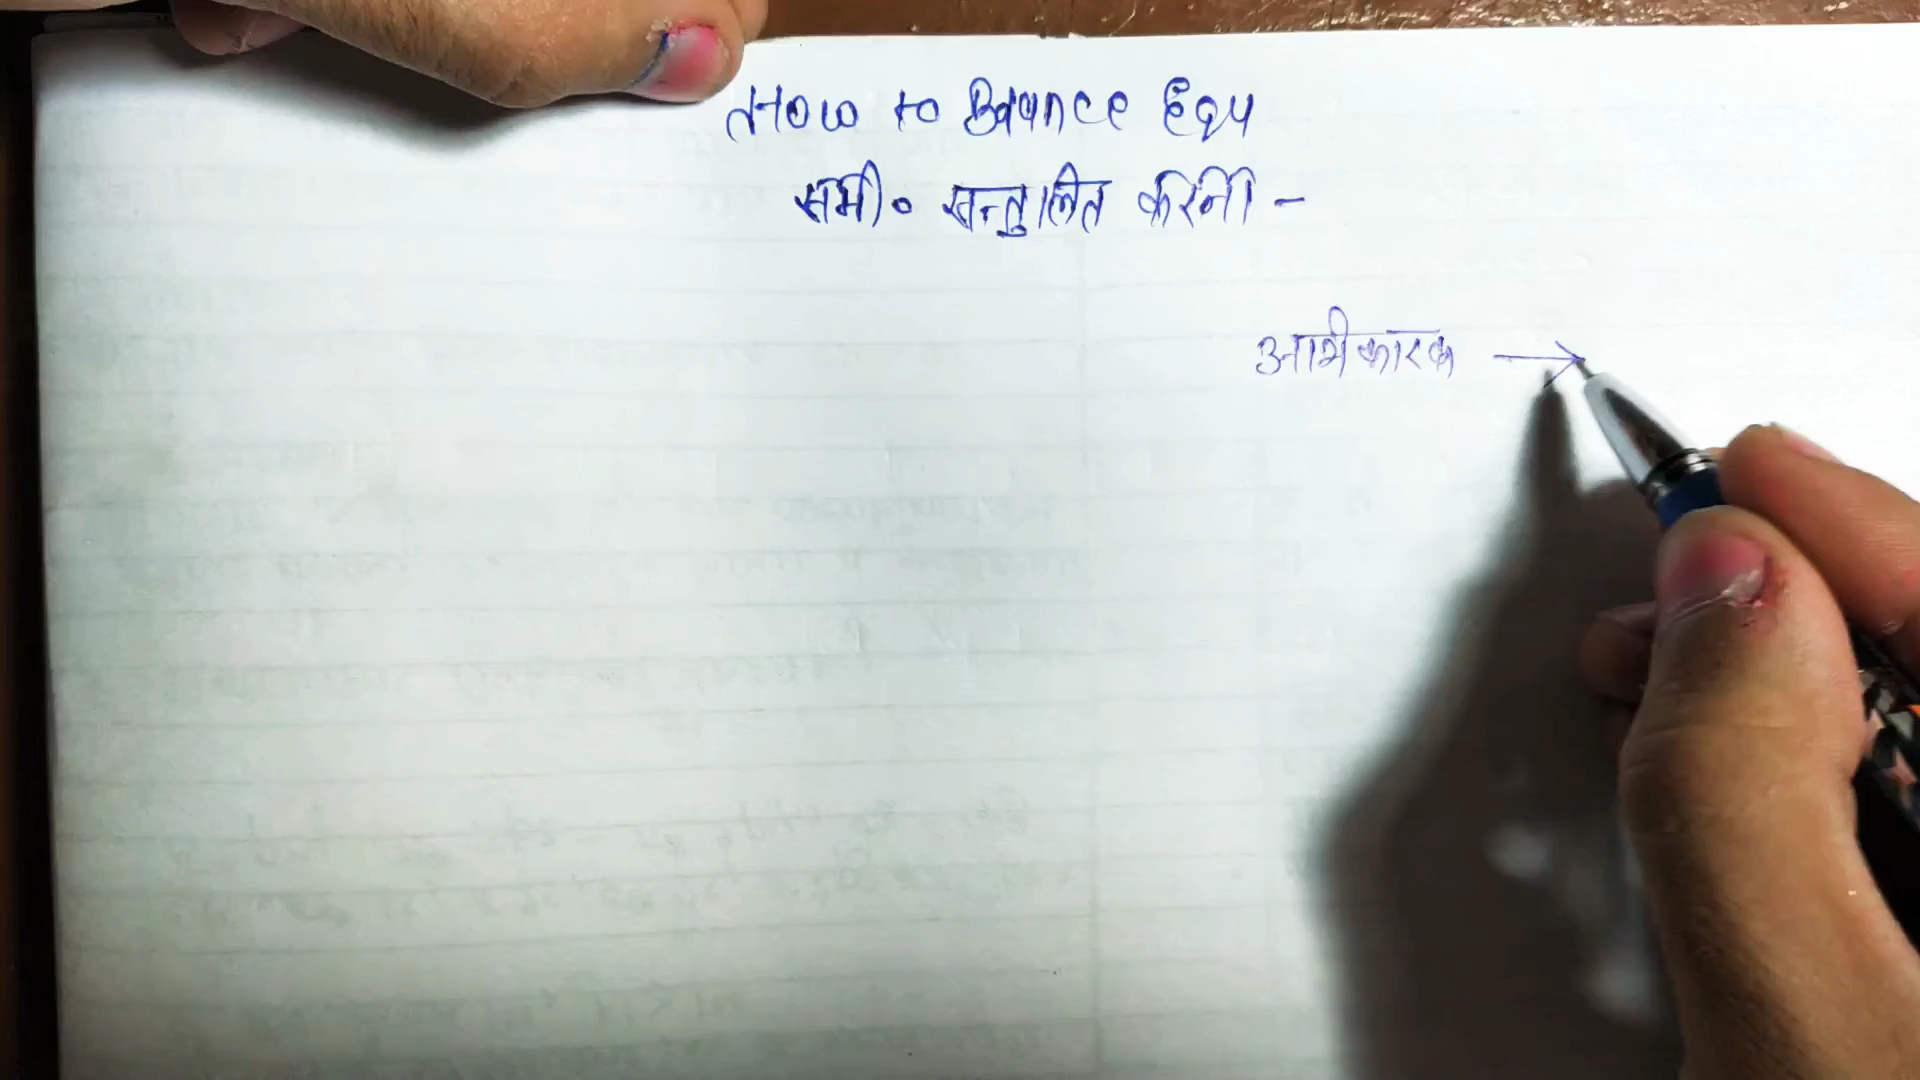 How to Balance Equ
समी० सन्तुलित करना -
अभिकारक →